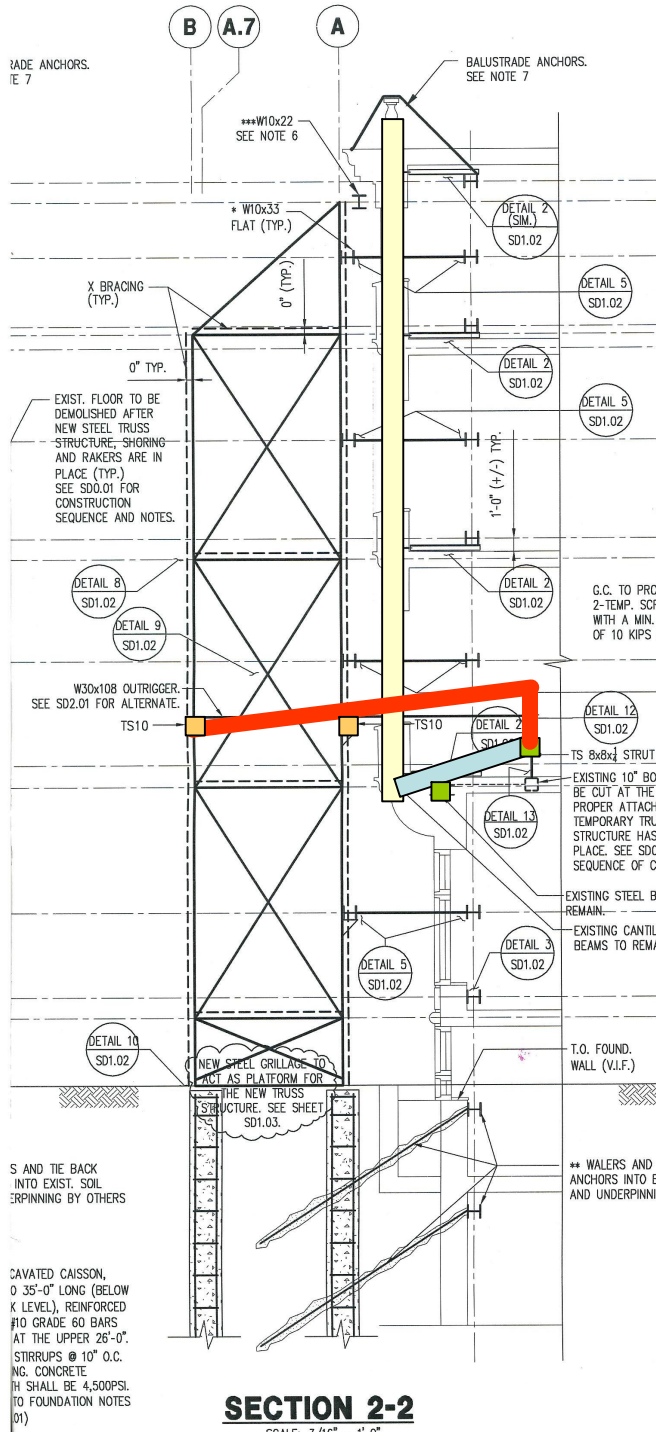 B
A.7
A
RADE ANCHORS.
TE 7
BALUSTRADE ANCHORS.
SEE NOTE 7
***W10x22
SEE NOTE 6
* W10x33
FLAT (TYP.)
DETAIL 2
(SIM.)
SD1.02
X BRACING
(TYP.)
0" (TYP.)
DETAIL 5
SD1.02
0" TYP.
DETAIL 2
SD1.02
EXIST. FLOOR TO BE
DEMOLISHED AFTER
NEW STEEL TRUSS
STRUCTURE, SHORING
AND RAKERS ARE IN
PLACE (TYP.)
SEE SD0.01 FOR
CONSTRUCTION
SEQUENCE AND NOTES.
DETAIL 5
SD1.02
1'-0" (+/-) TYP.
DETAIL 8
SD1.02
DETAIL 2
SD1.02
G.C. TO PRO
2-TEMP. SCR
WITH A MIN.
OF 10 KIPS
DETAIL 9
SD1.02
W30x108 OUTRIGGER.
SEE SD2.01 FOR ALTERNATE.
TS10
TS10
DETAIL 2
DETAIL 12
SD1.02
TS 8x8x¼ STRUT
EXISTING 10" BO
BE CUT AT THE
PROPER ATTACH
TEMPORARY TRU
STRUCTURE HAS
PLACE. SEE SD0
SEQUENCE OF C
DETAIL 13
SD1.02
EXISTING STEEL B
REMAIN.
EXISTING CANTIL
BEAMS TO REMA
DETAIL 5
SD1.02
DETAIL 3
SD1.02
DETAIL 10
SD1.02
NEW STEEL GRILLAGE TO
ACT AS PLATFORM FOR
THE NEW TRUSS
STRUCTURE. SEE SHEET
SD1.03.
T.O. FOUND.
WALL (V.I.F.)
S AND TIE BACK
INTO EXIST. SOIL
ERPINNING BY OTHERS
** WALERS AND
ANCHORS INTO E
AND UNDERPINNI
CAVATED CAISSON,
O 35'-0" LONG (BELOW
K LEVEL), REINFORCED
#10 GRADE 60 BARS
AT THE UPPER 26'-0".
STIRRUPS @ 10" O.C.
NG. CONCRETE
TH SHALL BE 4,500PSI.
TO FOUNDATION NOTES
.01)
SECTION 2-2